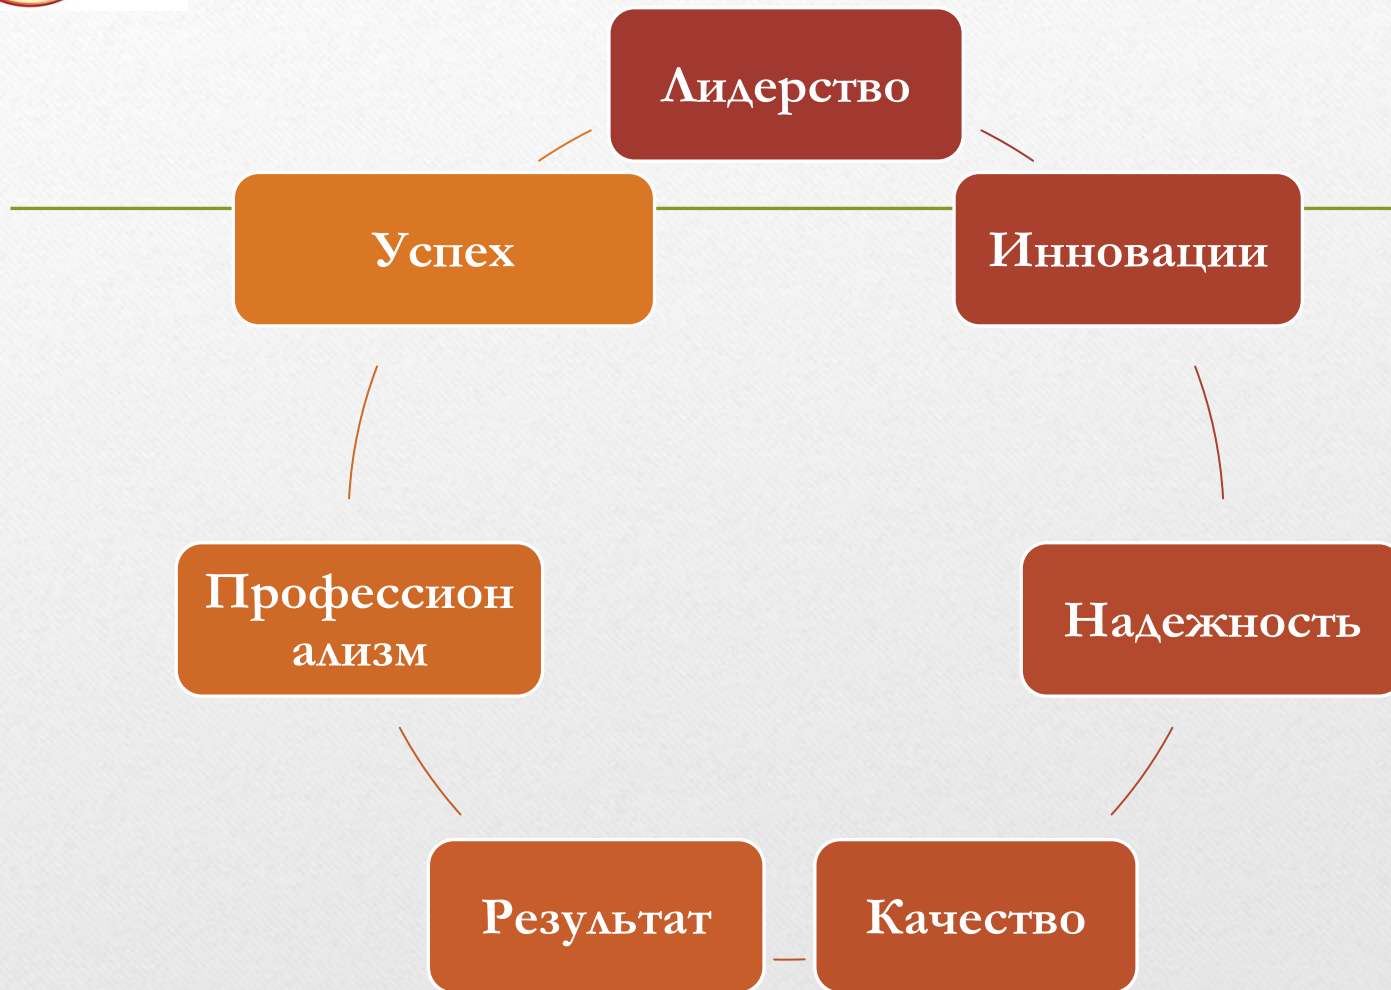 Лидерство
Успех
Инновации
Профессион
ализм
Надежность
Результат
Качество